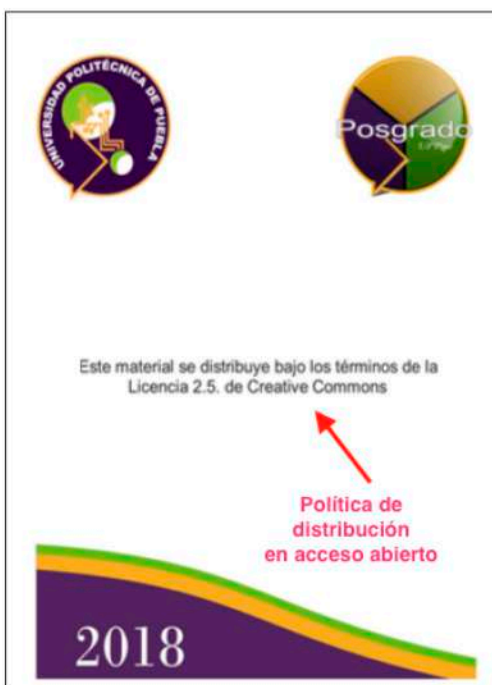 UNIVERSIDAD POLITÉCNICA DE PUEBLA
Posgrado
Este material se distribuye bajo los términos de la
Licencia 2.5. de Creative Commons
Política de
distribución
en acceso abierto
2018